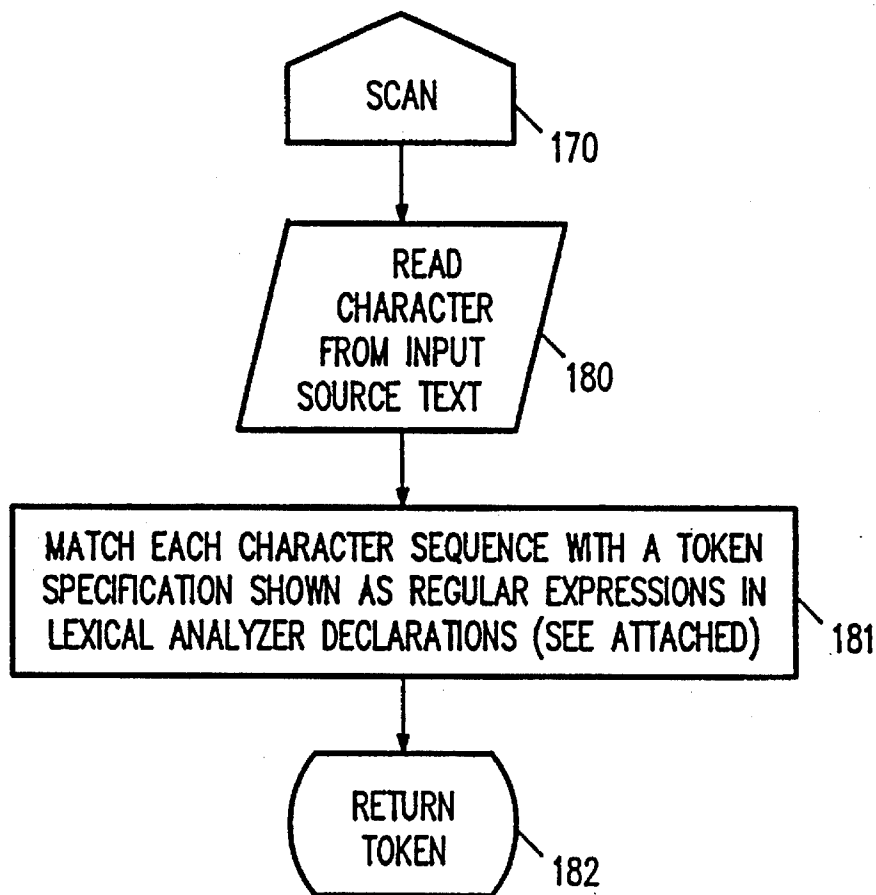 SCAN
170
READ
CHARACTER
FROM INPUT
SOURCE TEXT
180
MATCH EACH CHARACTER SEQUENCE WITH A TOKEN
SPECIFICATION SHOWN AS REGULAR EXPRESSIONS IN
LEXICAL ANALYZER DECLARATIONS (SEE ATTACHED)
181
RETURN
TOKEN
182